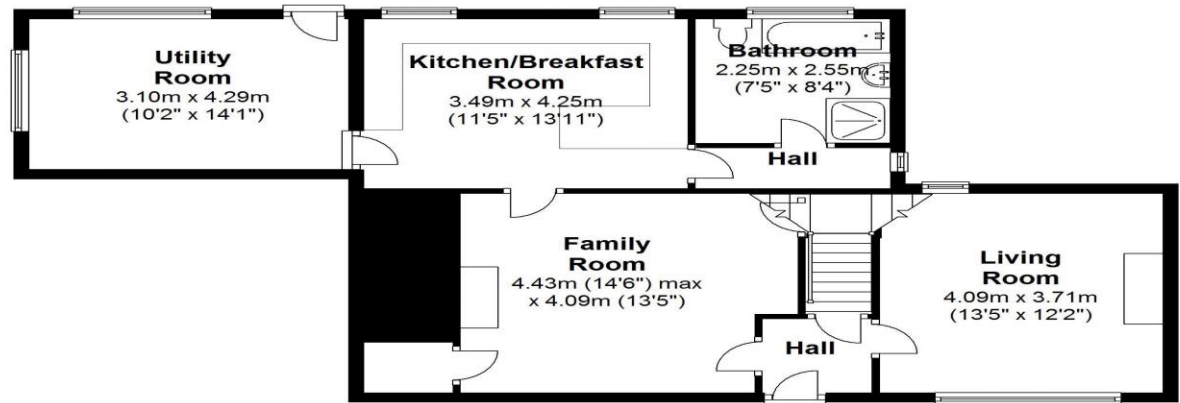 Utility
Room
3.10m x 4.29m
(10'2" x 14'1")
Kitchen/Breakfast
Room
3.49m x 4.25m
(11'5" x 13'11")
Bathroom
2.25m x 2.55m
(7'5" x 8'4")
Hall
Family
Room
4.43m (14'6") max
x 4.09m (13'5")
Hall
Living
Room
4.09m x 3.71m
(13'5" x 12'2")